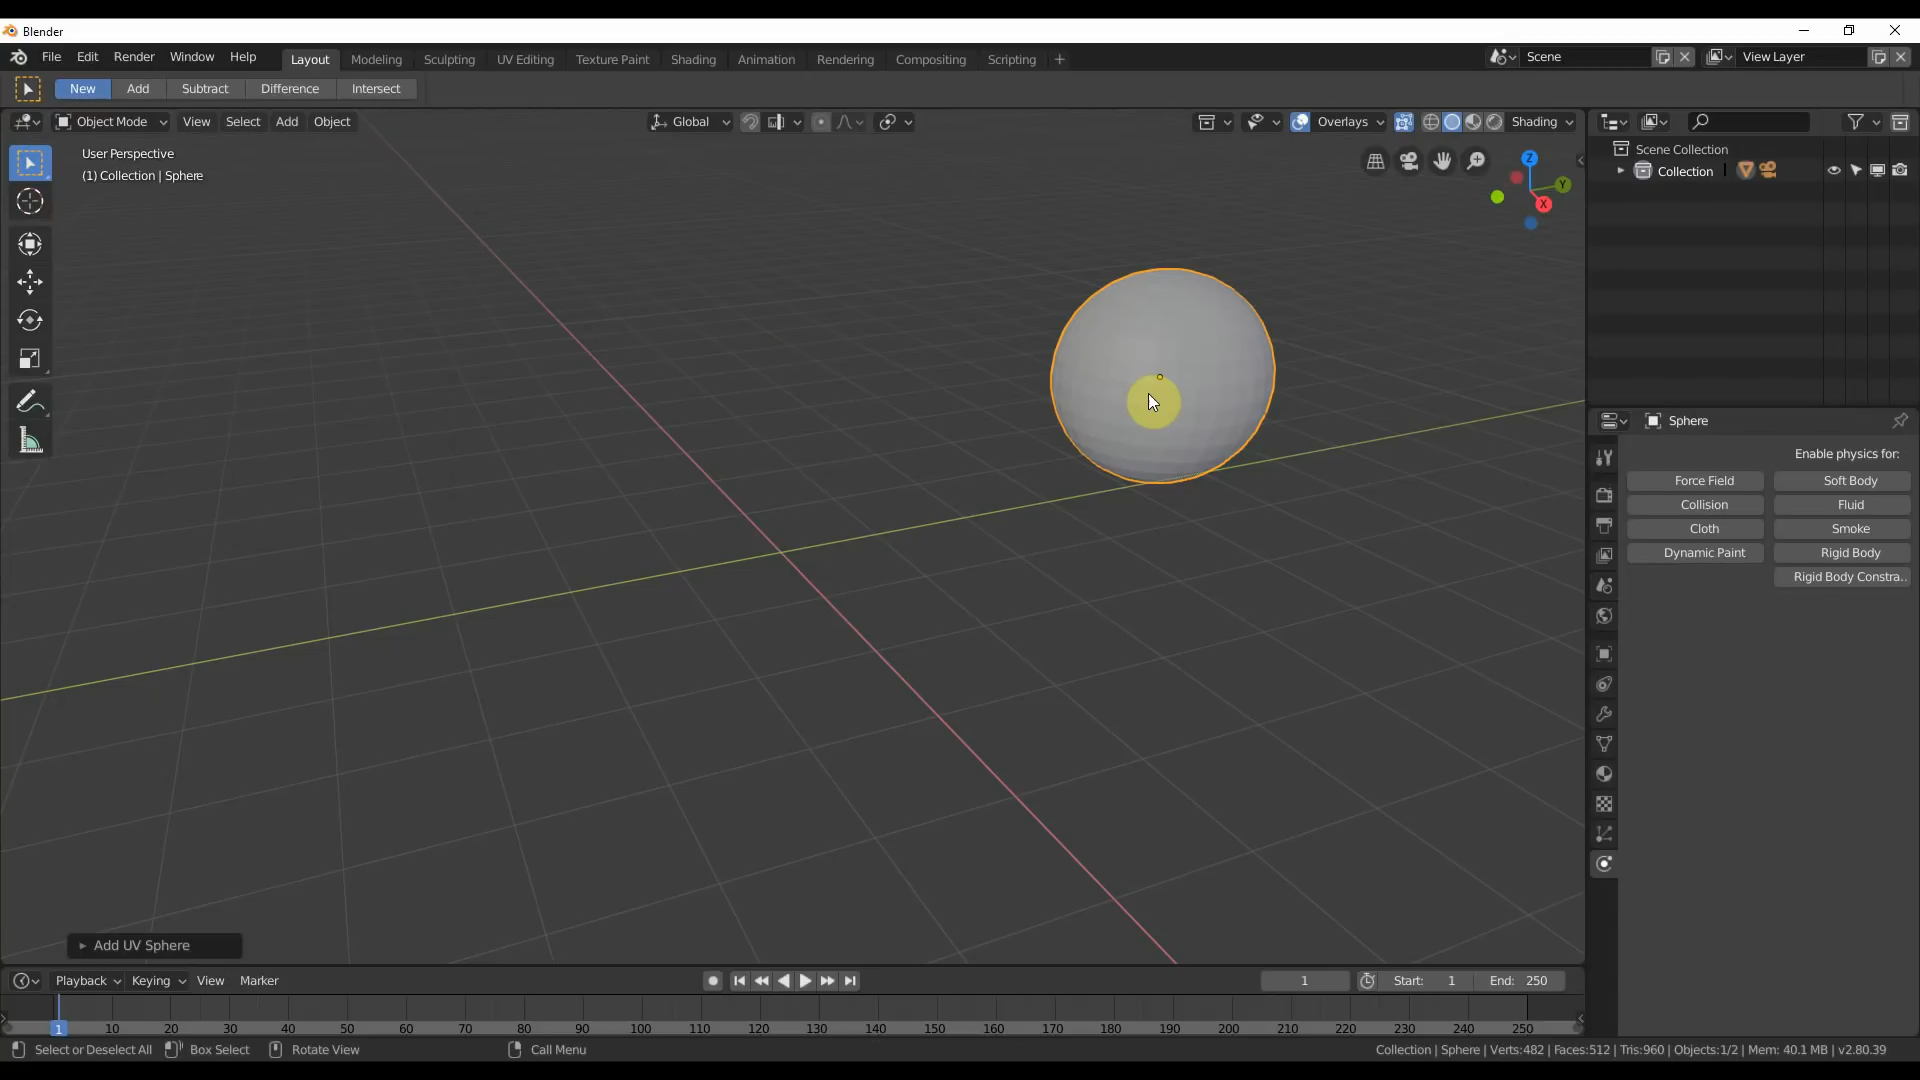 Blender
File Edit Render Window Help Layout Modeling Sculpting UV Editing Texture Paint Shading Animation Rendering Compositing Scripting + Scene View Layer
New Add Subtract Difference Intersect
Object Mode View Select Add Object Global Overlays Shading
User Perspective
(1) Collection | Sphere
Z
Y
X
Scene Collection
Collection
Sphere
Enable physics for:
Force Field Soft Body
Collision Fluid
Cloth Smoke
Dynamic Paint Rigid Body
Rigid Body Constra..
Add UV Sphere
Playback Keying View Marker 1 Start: 1 End: 250
1 10 20 30 40 50 60 70 80 90 100 110 120 130 140 150 160 170 180 190 200 210 220 230 240 250
Select or Deselect All Box Select Rotate View Call Menu Collection | Sphere | Verts:482 | Faces:512 | Tris:960 | Objects:1/2 | Mem: 40.1 MB | v2.80.39